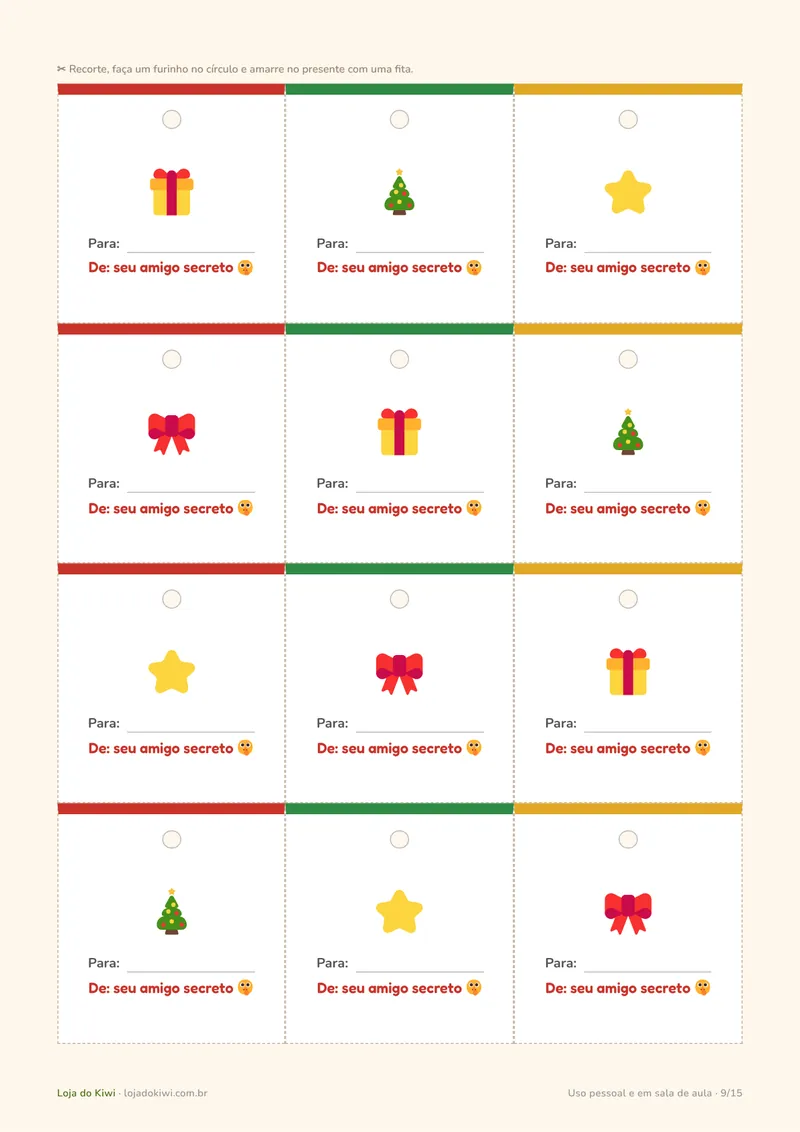 ✂ Recorte, faça um furinho no círculo e amarre no presente com uma fita.
Para: Para: Para:
De: seu amigo secreto 🤫 De: seu amigo secreto 🤫 De: seu amigo secreto 🤫
Para: Para: Para:
De: seu amigo secreto 🤫 De: seu amigo secreto 🤫 De: seu amigo secreto 🤫
Para: Para: Para:
De: seu amigo secreto 🤫 De: seu amigo secreto 🤫 De: seu amigo secreto 🤫
Para: Para: Para:
De: seu amigo secreto 🤫 De: seu amigo secreto 🤫 De: seu amigo secreto 🤫
Loja do Kiwi · lojadokiwi.com.br Uso pessoal e em sala de aula · 9/15